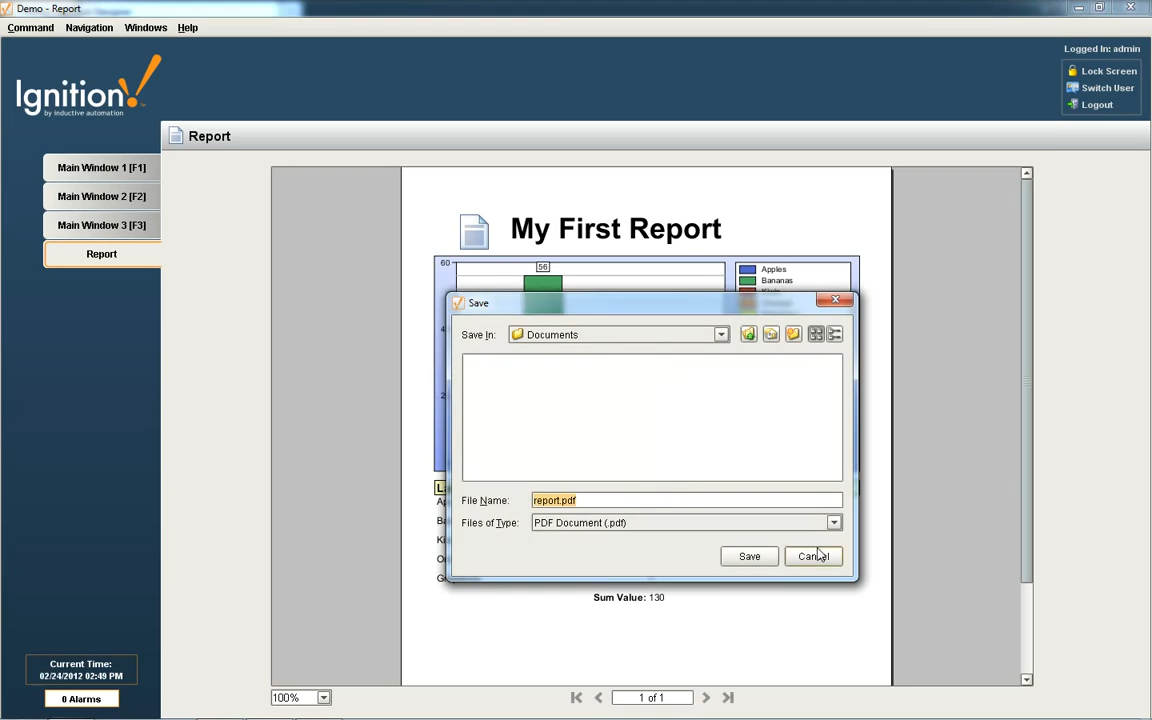 Demo - Report
Command Navigation Windows Help
Logged In: admin
Lock Screen
Switch User
Logout
Ignition!
by inductive automation
Report
Main Window 1 [F1]
Main Window 2 [F2]
Main Window 3 [F3]
Report
My First Report
60
56
Apples
Bananas
Save
Save In: Documents
File Name: report.pdf
Files of Type: PDF Document (.pdf)
Save Cancel
Sum Value: 130
Current Time:
02/24/2012 02:49 PM
0 Alarms
100%
1 of 1